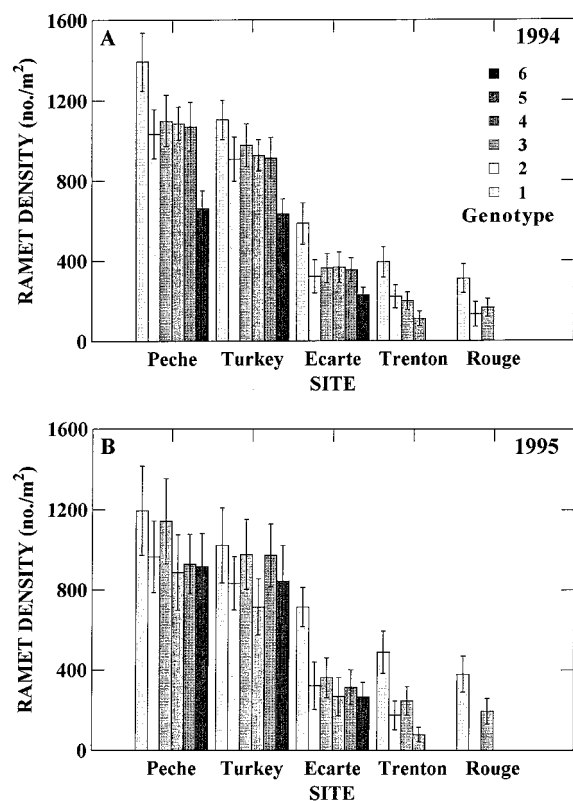 A
1994
1600
1200
800
400
0
RAMET DENSITY (no./m²)
6
5
4
3
2
1
Genotype
Peche Turkey Ecarte Trenton Rouge
SITE
B
1995
1600
1200
800
400
0
RAMET DENSITY (no./m²)
Peche Turkey Ecarte Trenton Rouge
SITE